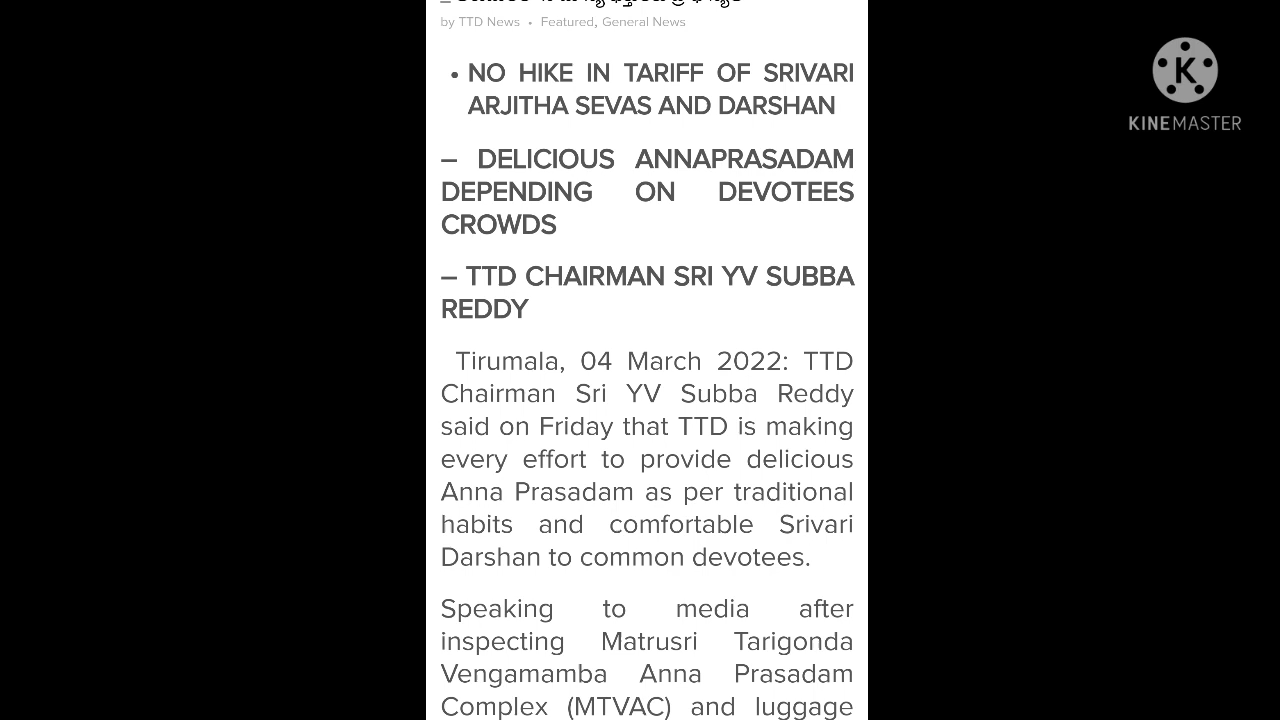 by TTD News • Featured, General News
• NO HIKE IN TARIFF OF SRIVARI
ARJITHA SEVAS AND DARSHAN
– DELICIOUS ANNAPRASADAM
DEPENDING ON DEVOTEES
CROWDS
– TTD CHAIRMAN SRI YV SUBBA
REDDY
Tirumala, 04 March 2022: TTD
Chairman Sri YV Subba Reddy
said on Friday that TTD is making
every effort to provide delicious
Anna Prasadam as per traditional
habits and comfortable Srivari
Darshan to common devotees.
Speaking to media after
inspecting Matrusri Tarigonda
Vengamamba Anna Prasadam
Complex (MTVAC) and luggage
K
KINEMASTER